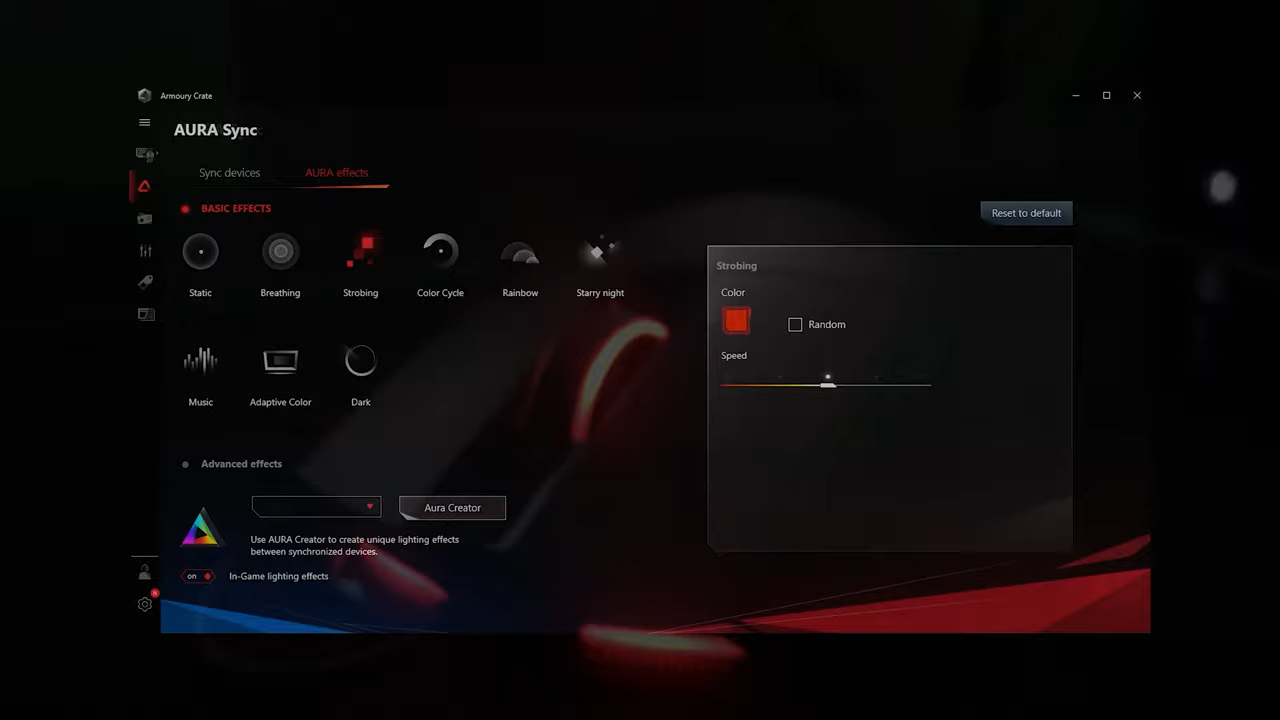 Armoury Crate
AURA Sync
Sync devices
AURA effects
BASIC EFFECTS
Reset to default
Static
Breathing
Strobing
Color Cycle
Rainbow
Starry night
Music
Adaptive Color
Dark
Strobing
Color
Random
Speed
Advanced effects
Aura Creator
Use AURA Creator to create unique lighting effects
between synchronized devices.
on
In-Game lighting effects
N